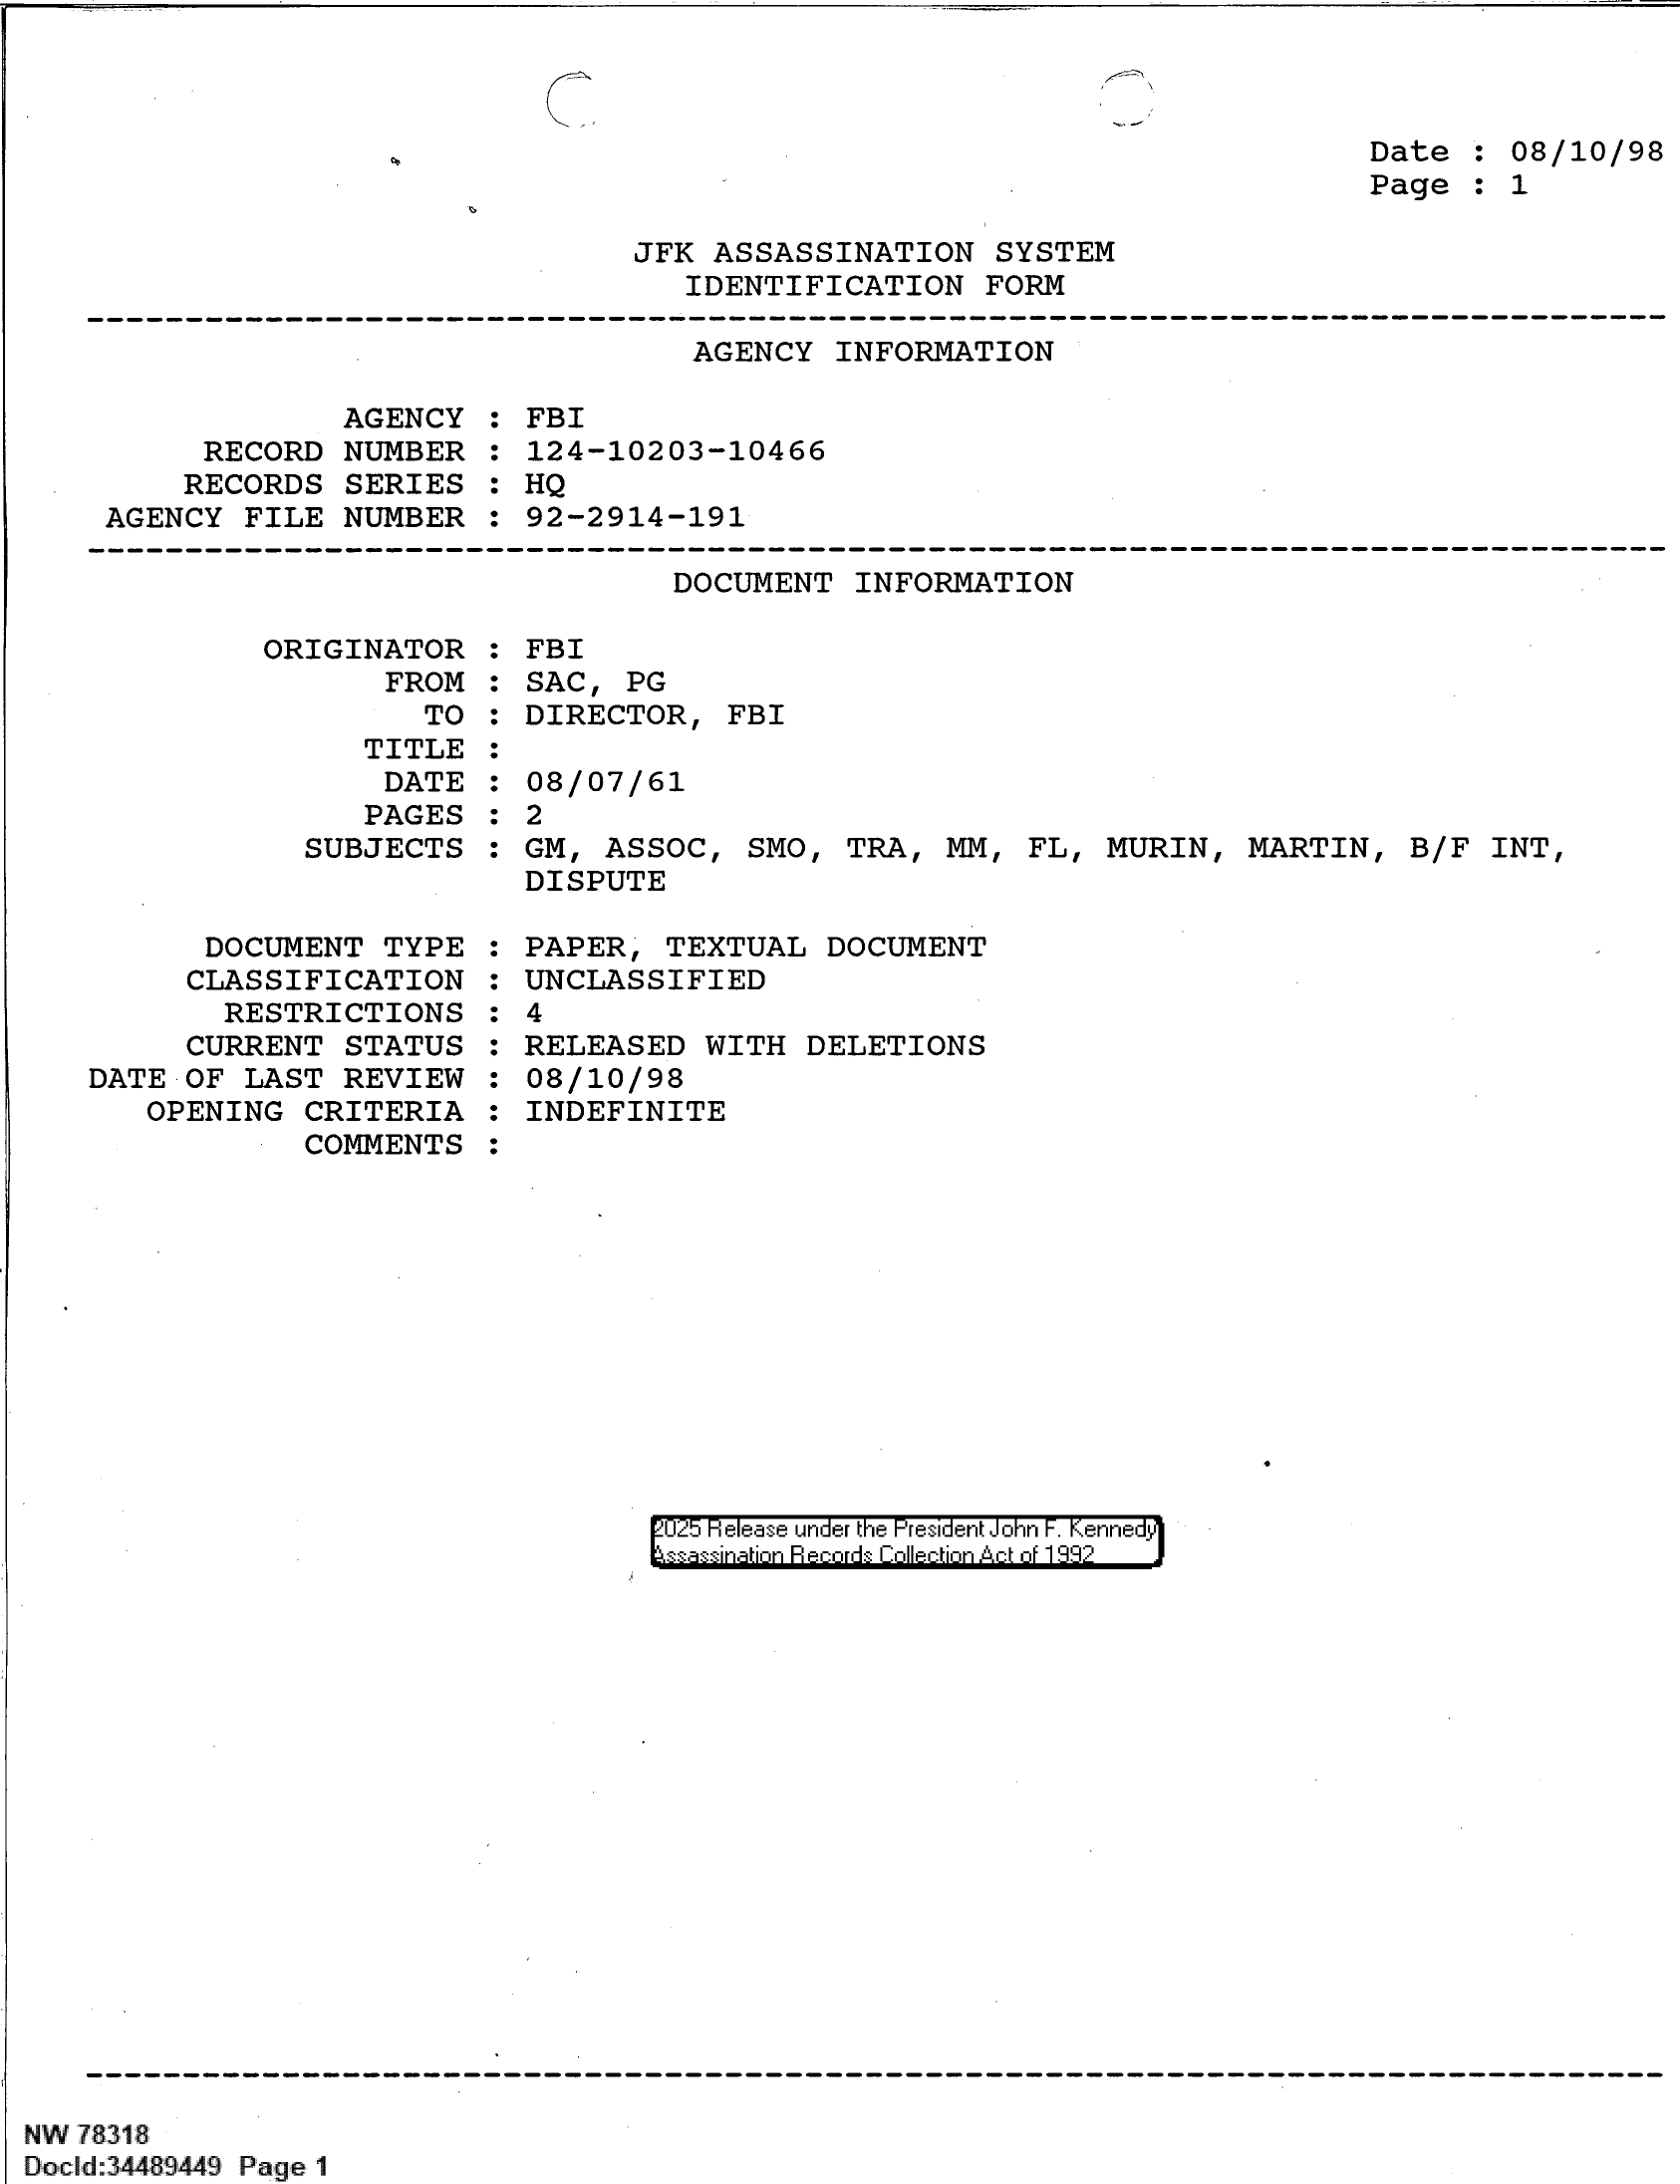 Date : 08/10/98
Page : 1
JFK ASSASSINATION SYSTEM
IDENTIFICATION FORM
--------------------------------------------------------------------------------
AGENCY INFORMATION
AGENCY : FBI
RECORD NUMBER : 124-10203-10466
RECORDS SERIES : HQ
AGENCY FILE NUMBER : 92-2914-191
--------------------------------------------------------------------------------
DOCUMENT INFORMATION
ORIGINATOR : FBI
FROM : SAC, PG
TO : DIRECTOR, FBI
TITLE :
DATE : 08/07/61
PAGES : 2
SUBJECTS : GM, ASSOC, SMO, TRA, MM, FL, MURIN, MARTIN, B/F INT,
DISPUTE
DOCUMENT TYPE : PAPER, TEXTUAL DOCUMENT
CLASSIFICATION : UNCLASSIFIED
RESTRICTIONS : 4
CURRENT STATUS : RELEASED WITH DELETIONS
DATE OF LAST REVIEW : 08/10/98
OPENING CRITERIA : INDEFINITE
COMMENTS :
2025 Release under the President John F. Kennedy
Assassination Records Collection Act of 1992
--------------------------------------------------------------------------------
NW 78318
DocId:34489449 Page 1